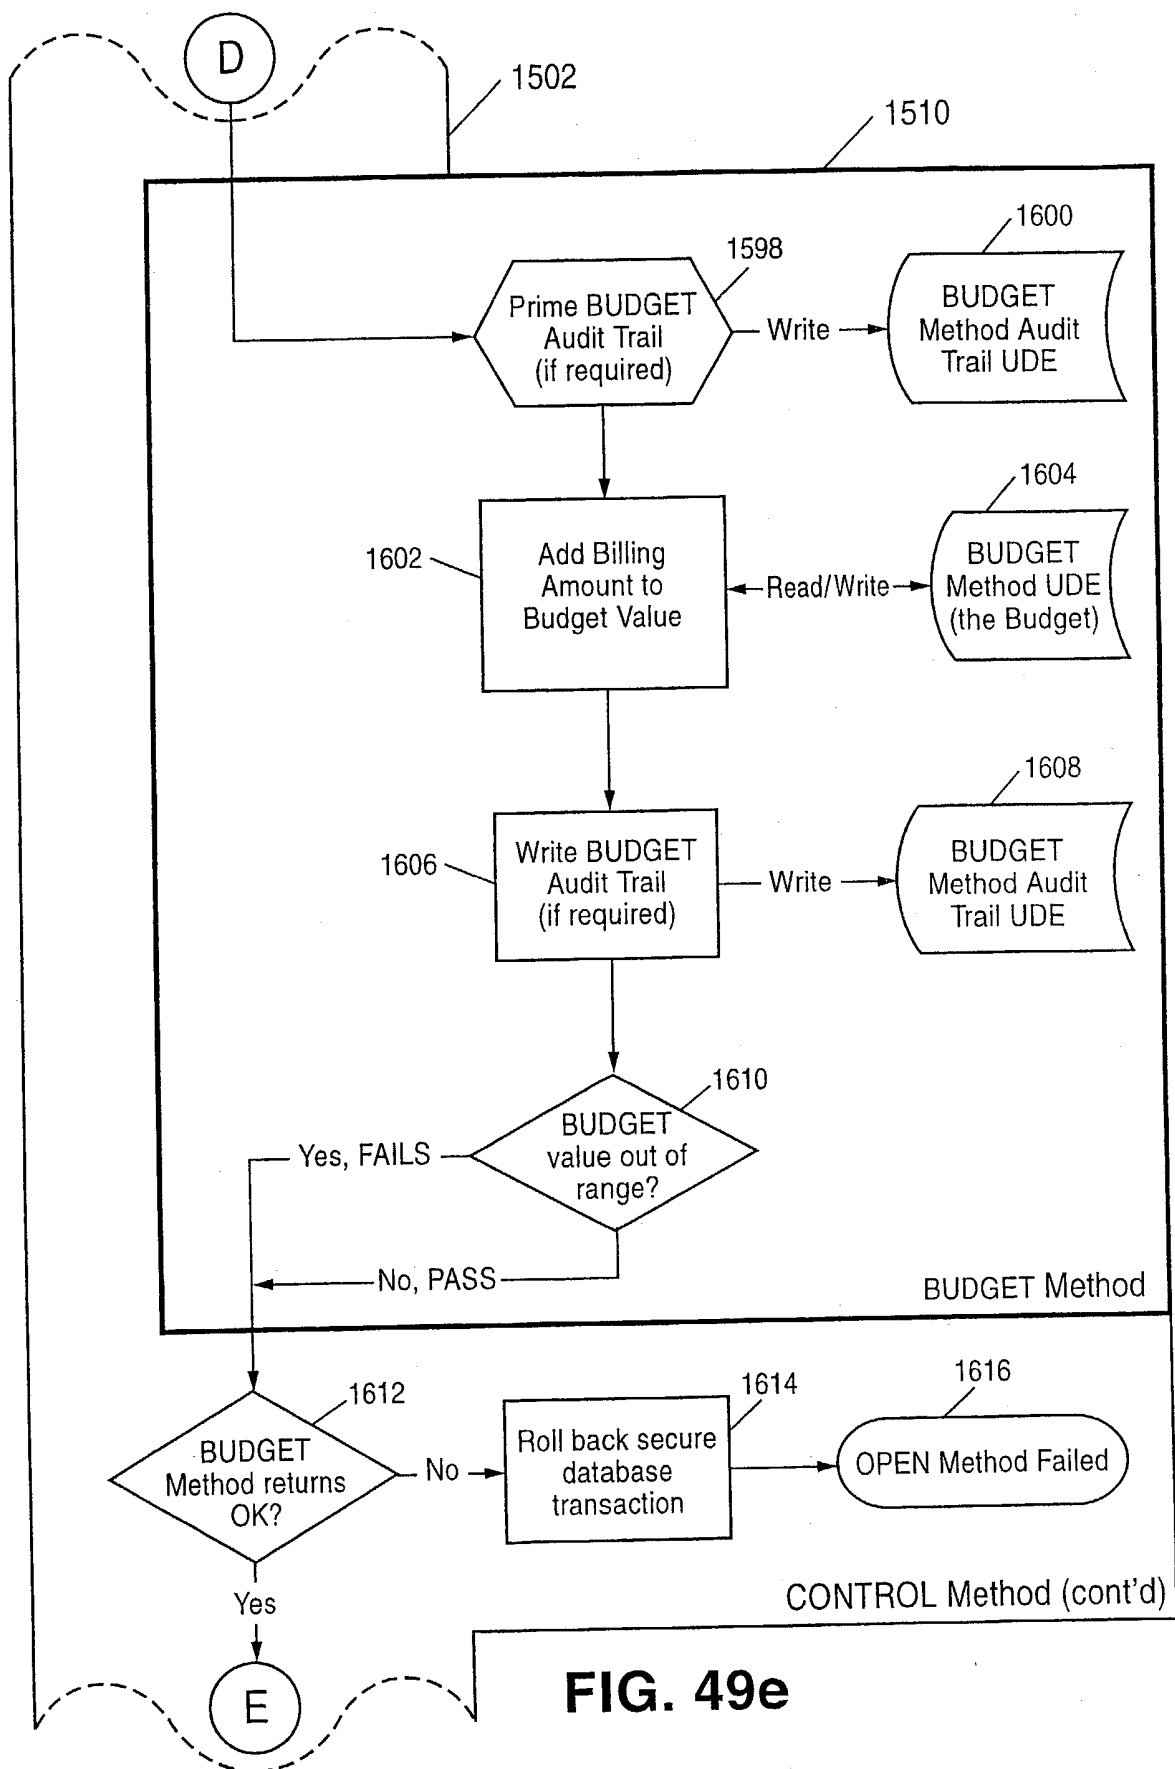 D
1502
1510
1600
1598
Prime BUDGET
Audit Trail
(if required)
Write
BUDGET
Method Audit
Trail UDE
1604
1602
Add Billing
Amount to
Budget Value
Read/Write
BUDGET
Method UDE
(the Budget)
1608
1606
Write BUDGET
Audit Trail
(if required)
Write
BUDGET
Method Audit
Trail UDE
1610
BUDGET
value out of
range?
Yes, FAILS
No, PASS
BUDGET Method
1612
1614
1616
BUDGET
Method returns
OK?
No
Roll back secure
database
transaction
OPEN Method Failed
Yes
CONTROL Method (cont'd)
E
FIG. 49e